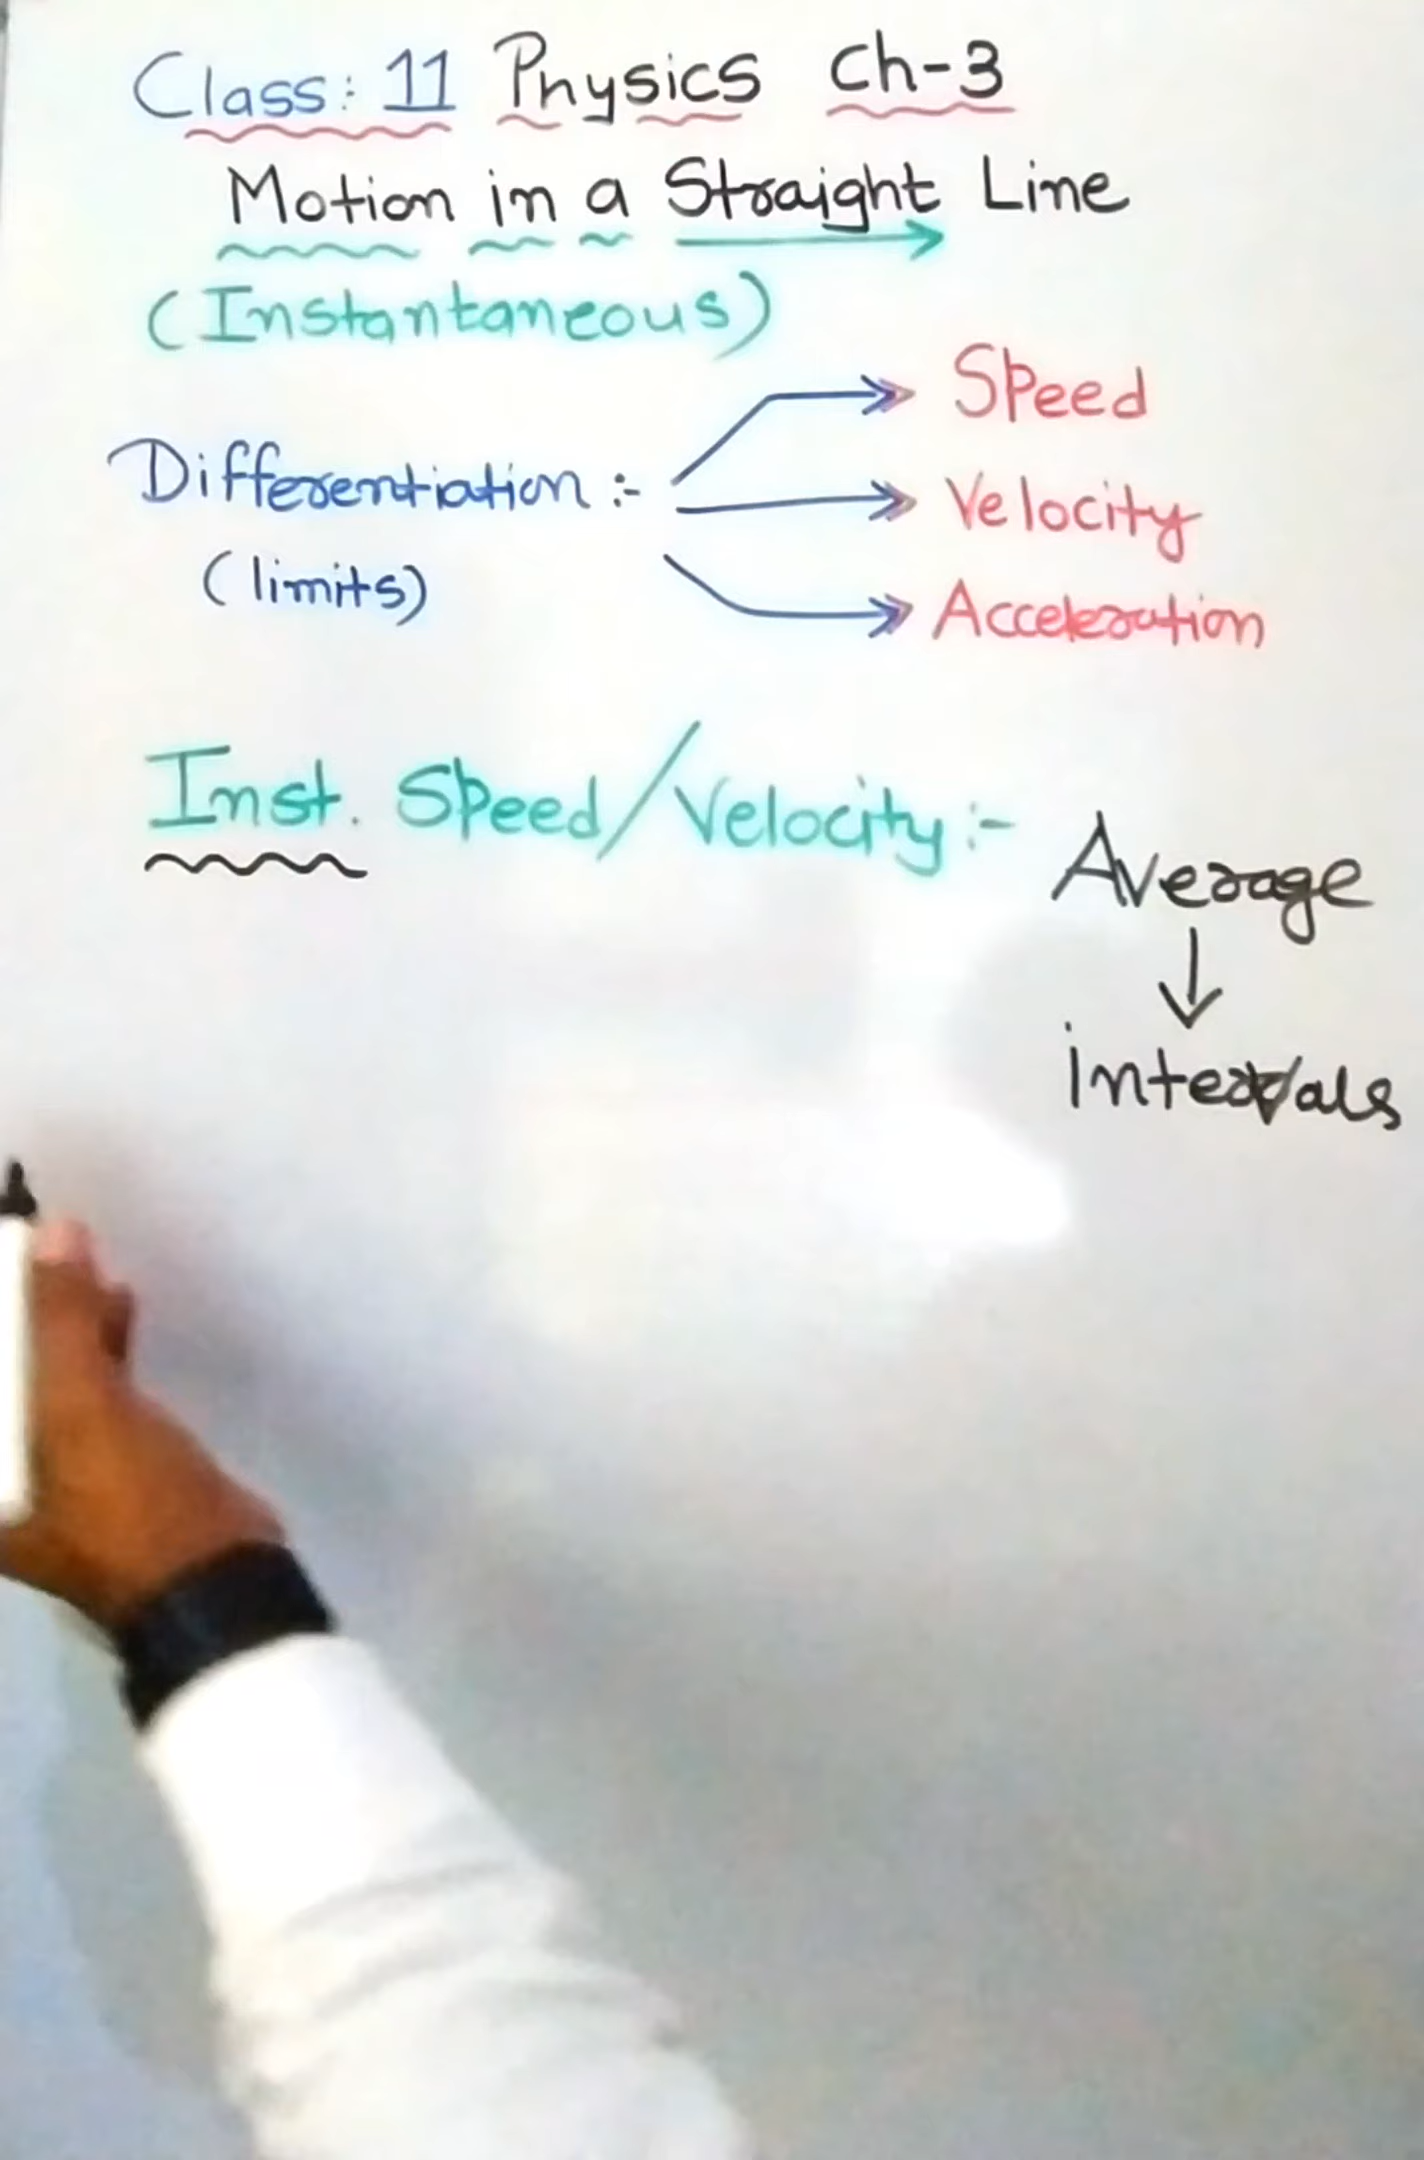 Class: 11 Physics Ch-3
Motion in a Straight Line
(Instantaneous)
Differentiation :-
(limits)
Speed
Velocity
Acceleration
Inst. Speed/Velocity :-
Average
↓
intervals